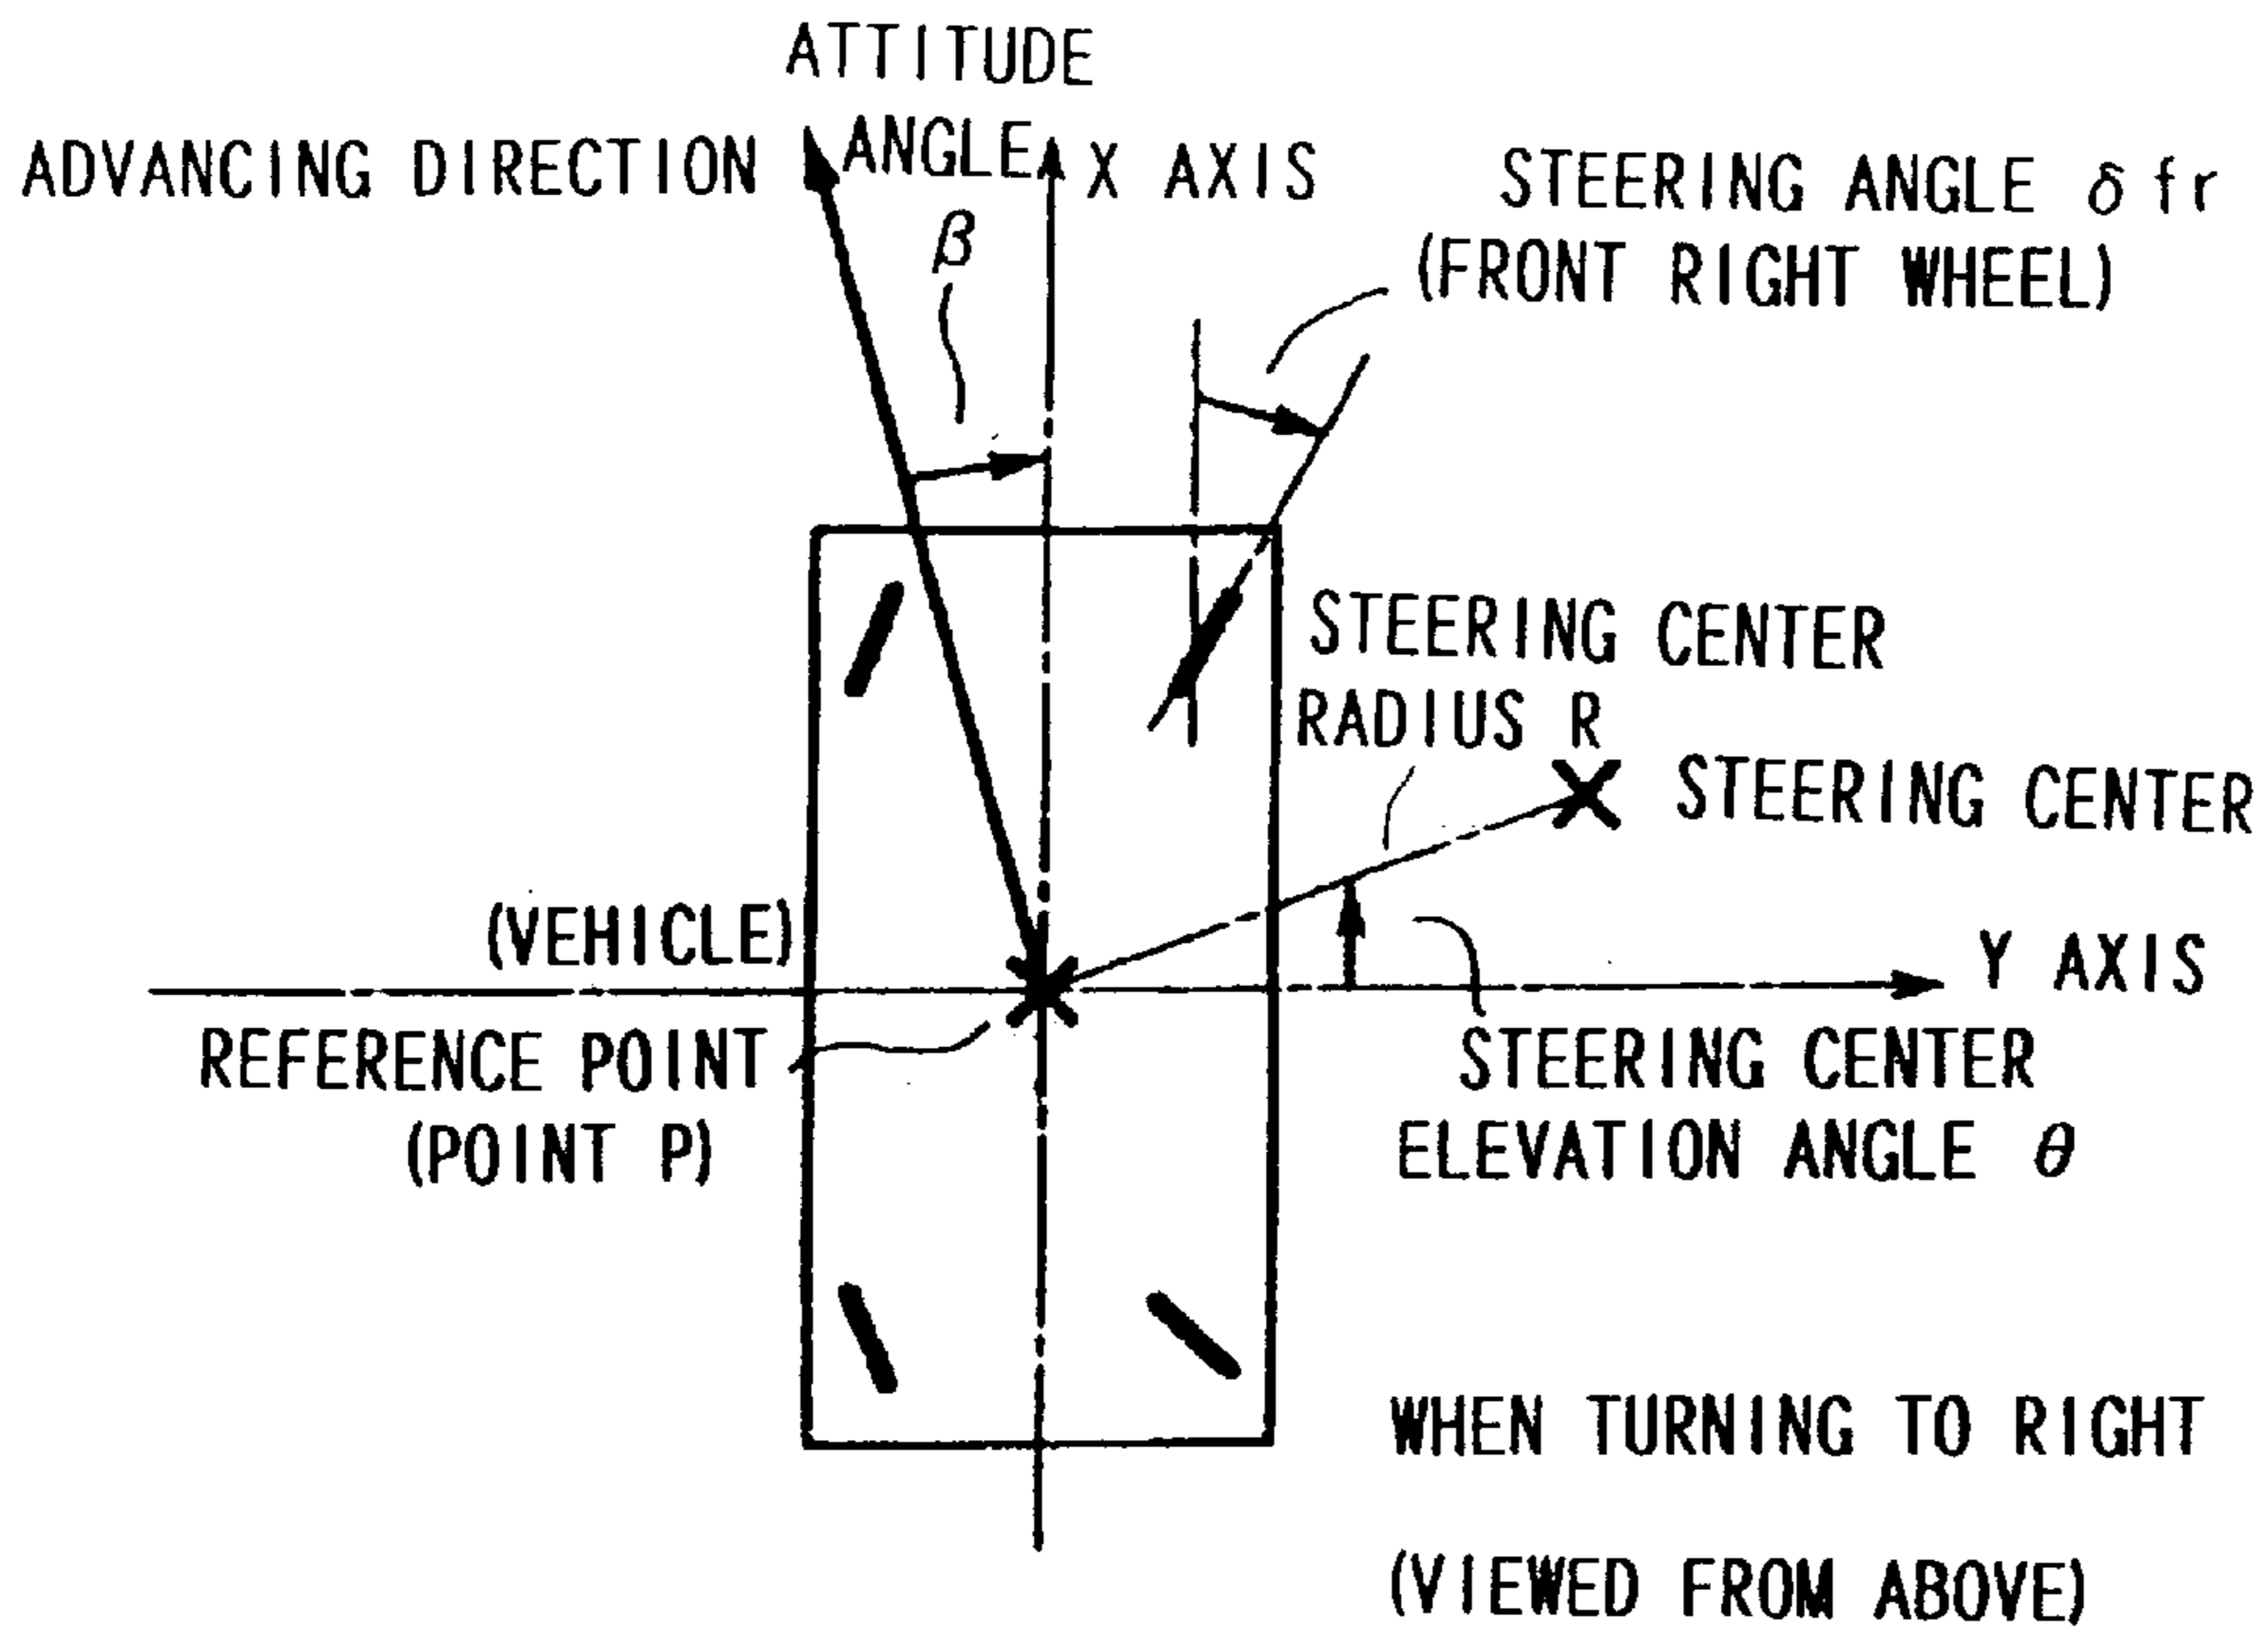 ATTITUDE
ANGLE
β
ADVANCING DIRECTION
X AXIS
STEERING ANGLE δfr
(FRONT RIGHT WHEEL)
STEERING CENTER
RADIUS R
STEERING CENTER
(VEHICLE)
Y AXIS
REFERENCE POINT
(POINT P)
STEERING CENTER
ELEVATION ANGLE θ
WHEN TURNING TO RIGHT
(VIEWED FROM ABOVE)